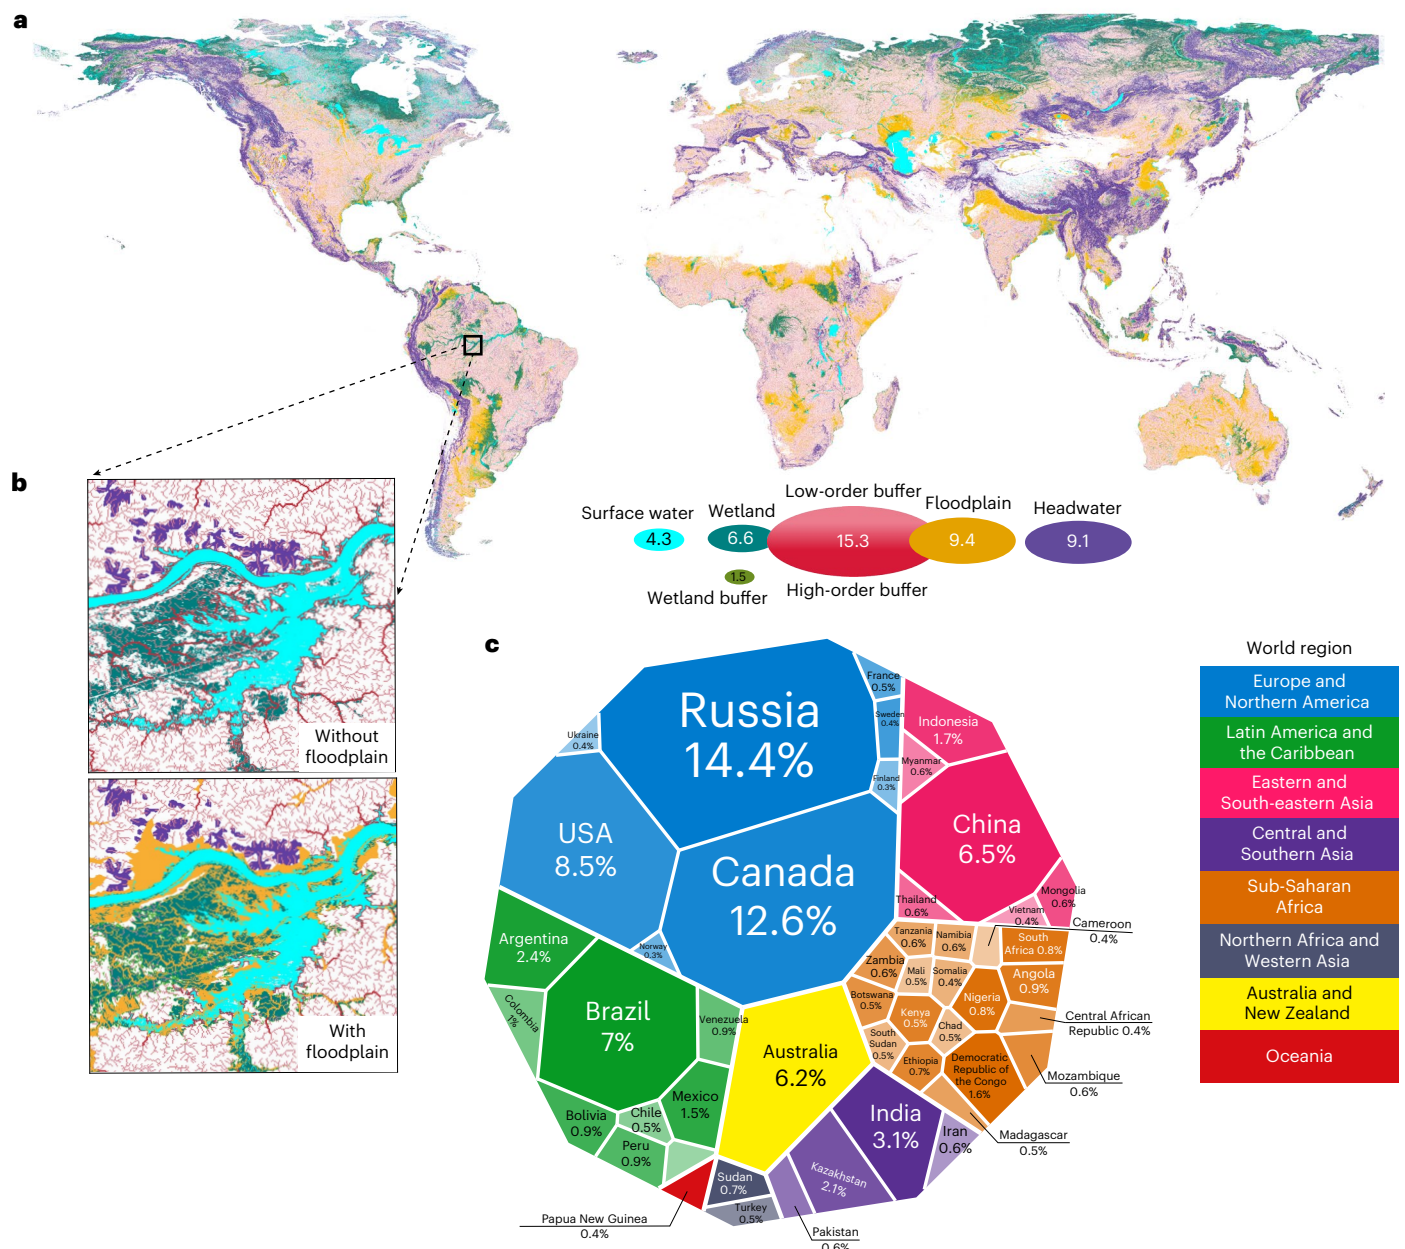 a
b
Surface water
4.3
Wetland
6.6
Low-order buffer
15.3
High-order buffer
Floodplain
9.4
Headwater
9.1
1.5
Wetland buffer
Without
floodplain
With
floodplain
c
Russia
14.4%
France
0.5%
Sweden
0.4%
Finland
0.3%
Ukraine
0.4%
USA
8.5%
Canada
12.6%
Norway
0.3%
Indonesia
1.7%
Myanmar
0.6%
China
6.5%
Thailand
0.6%
Vietnam
0.4%
Mongolia
0.6%
Argentina
2.4%
Colombia
1%
Brazil
7%
Venezuela
0.9%
Mexico
1.5%
Bolivia
0.9%
Chile
0.5%
Peru
0.9%
Papua New Guinea
0.4%
Australia
6.2%
Tanzania
0.6%
Namibia
0.6%
Cameroon
0.4%
South
Africa 0.8%
Zambia
0.6%
Mali
0.5%
Somalia
0.4%
Angola
0.9%
Botswana
0.5%
Nigeria
0.8%
Kenya
0.5%
Chad
0.5%
Central African
Republic 0.4%
South
Sudan
0.5%
Ethiopia
0.7%
Democratic
Republic of
the Congo
1.6%
Mozambique
0.6%
Madagascar
0.5%
India
3.1%
Iran
0.6%
Kazakhstan
2.1%
Pakistan
0.6%
Sudan
0.7%
Turkey
0.5%
World region
Europe and
Northern America
Latin America and
the Caribbean
Eastern and
South-eastern Asia
Central and
Southern Asia
Sub-Saharan
Africa
Northern Africa and
Western Asia
Australia and
New Zealand
Oceania